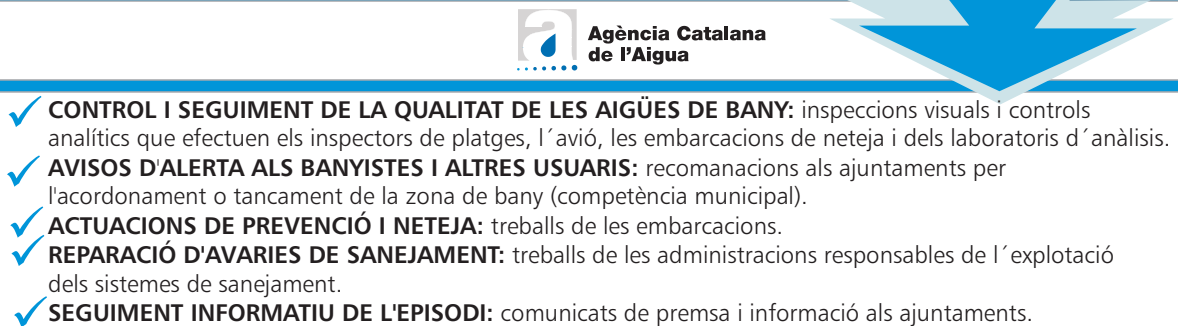 Agència Catalana
de l'Aigua
CONTROL I SEGUIMENT DE LA QUALITAT DE LES AIGÜES DE BANY: inspeccions visuals i controls
analítics que efectuen els inspectors de platges, l´avió, les embarcacions de neteja i dels laboratoris d´anàlisis.
AVISOS D'ALERTA ALS BANYISTES I ALTRES USUARIS: recomanacions als ajuntaments per
l'acordonament o tancament de la zona de bany (competència municipal).
ACTUACIONS DE PREVENCIÓ I NETEJA: treballs de les embarcacions.
REPARACIÓ D'AVARIES DE SANEJAMENT: treballs de les administracions responsables de l´explotació
dels sistemes de sanejament.
SEGUIMENT INFORMATIU DE L'EPISODI: comunicats de premsa i informació als ajuntaments.